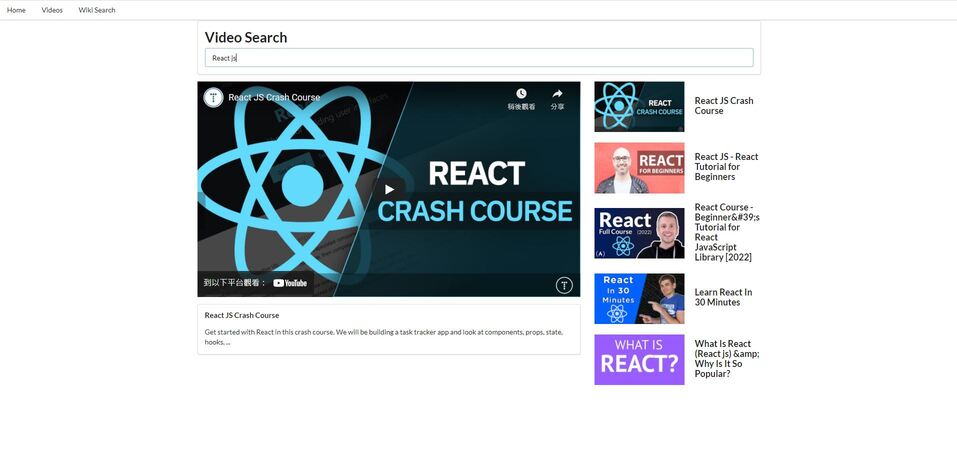 Home Videos Wiki Search
Video Search
React js
React JS Crash Course
稍後觀看 分享
REACT
CRASH COURSE
到以下平台觀看： YouTube
React JS Crash Course
Get started with React in this crash course. We will be building a task tracker app and look at components, props, state,
hooks, ...
REACT
CRASH COURSE
React JS Crash
Course
REACT
FOR BEGINNERS
React JS - React
Tutorial for
Beginners
React
Full Course (2022)
(A)
React Course -
Beginner&#39;s
Tutorial for
React
JavaScript
Library [2022]
React
In 30
Minutes
Learn React In
30 Minutes
WHAT IS
REACT?
What Is React
(React js) &amp;
Why Is It So
Popular?